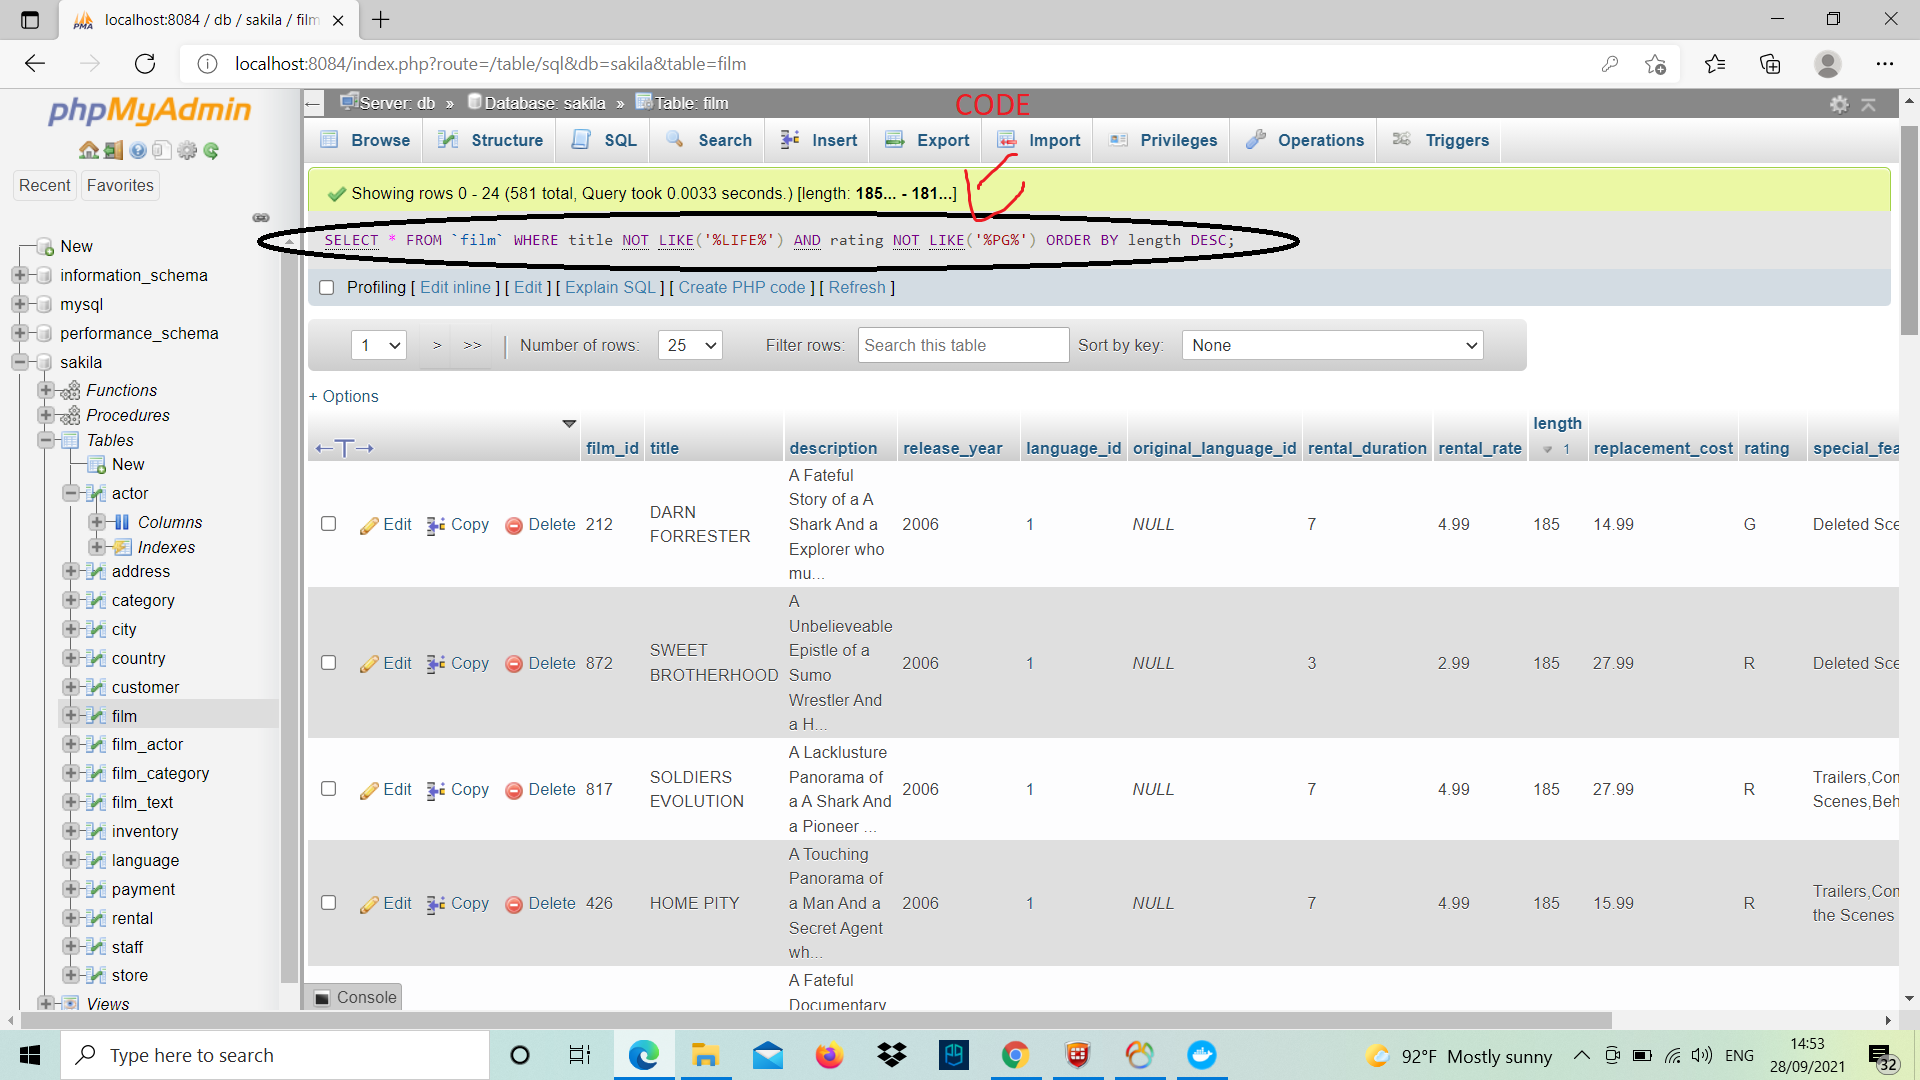 localhost:8084 / db / sakila / film
localhost:8084/index.php?route=/table/sql&db=sakila&table=film
phpMyAdmin
Recent Favorites
New
information_schema
mysql
performance_schema
sakila
Functions
Procedures
Tables
New
actor
Columns
Indexes
address
category
city
country
customer
film
film_actor
film_category
film_text
inventory
language
payment
rental
staff
store
Views
Server: db » Database: sakila » Table: film
CODE
Browse Structure SQL Search Insert Export Import Privileges Operations Triggers
Showing rows 0 - 24 (581 total, Query took 0.0033 seconds.) [length: 185... - 181...]
SELECT * FROM `film` WHERE title NOT LIKE('%LIFE%') AND rating NOT LIKE('%PG%') ORDER BY length DESC;
Profiling [ Edit inline ] [ Edit ] [ Explain SQL ] [ Create PHP code ] [ Refresh ]
1 > >> | Number of rows: 25 Filter rows: Search this table Sort by key: None
+ Options
film_id title description release_year language_id original_language_id rental_duration rental_rate length 1 replacement_cost rating special_fea
Edit Copy Delete 212 DARN FORRESTER A Fateful Story of a A Shark And a Explorer who mu... 2006 1 NULL 7 4.99 185 14.99 G Deleted Sce
Edit Copy Delete 872 SWEET BROTHERHOOD A Unbelieveable Epistle of a Sumo Wrestler And a H... 2006 1 NULL 3 2.99 185 27.99 R Deleted Sce
Edit Copy Delete 817 SOLDIERS EVOLUTION A Lacklusture Panorama of a A Shark And a Pioneer ... 2006 1 NULL 7 4.99 185 27.99 R Trailers,Com Scenes,Beh
Edit Copy Delete 426 HOME PITY A Touching Panorama of a Man And a Secret Agent wh... 2006 1 NULL 7 4.99 185 15.99 R Trailers,Com the Scenes
A Fateful
Documentary
Console
Type here to search
92°F Mostly sunny ENG 14:53
28/09/2021
32